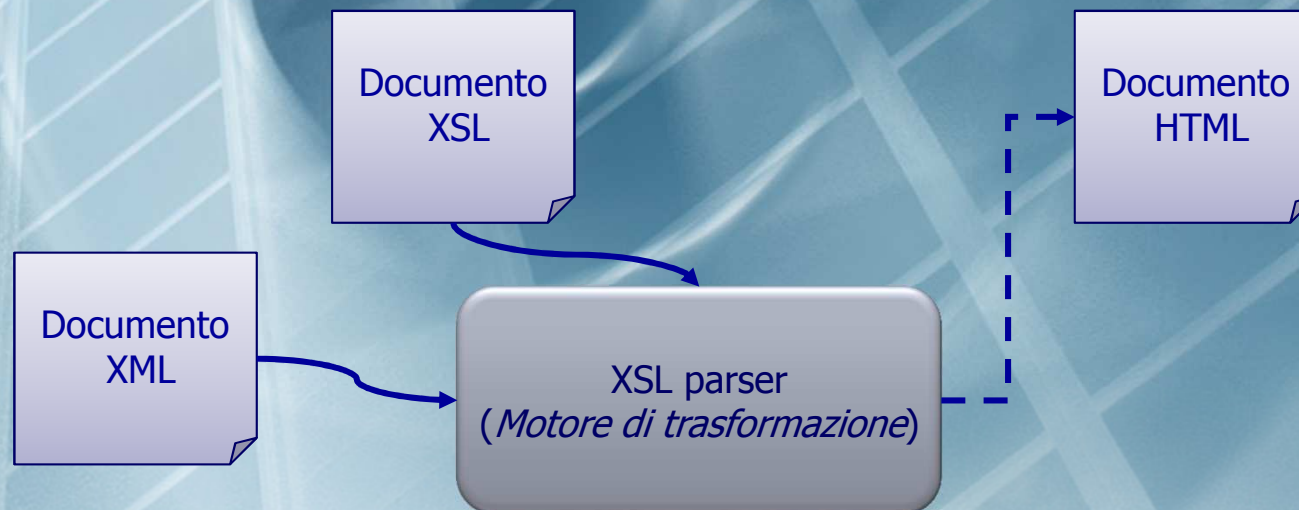 Documento
XSL
Documento
HTML
Documento
XML
XSL parser
(Motore di trasformazione)